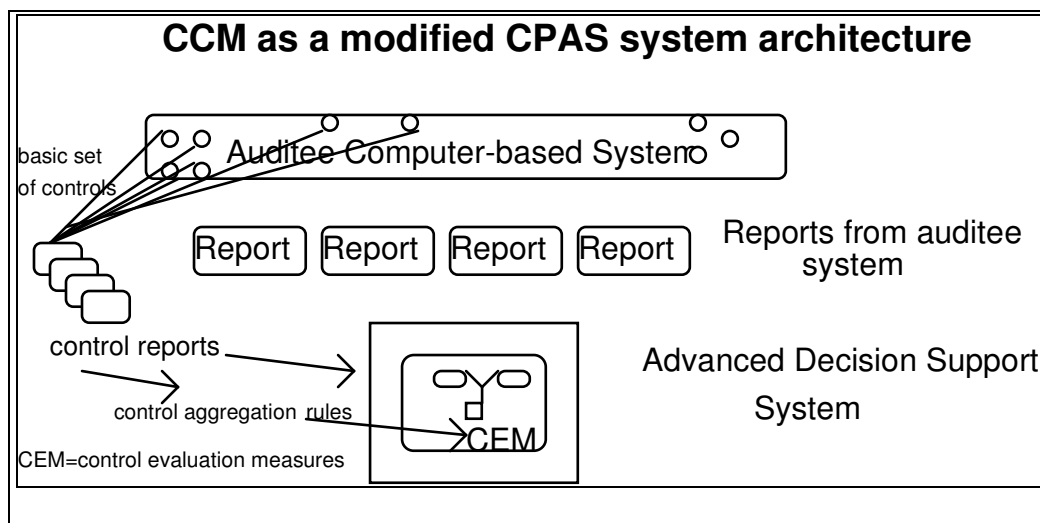 CCM as a modified CPAS system architecture
basic set
of controls
Auditee Computer-based System
Report
Report
Report
Report
Reports from auditee
system
control reports
control aggregation rules
CEM=control evaluation measures
CEM
Advanced Decision Support
System